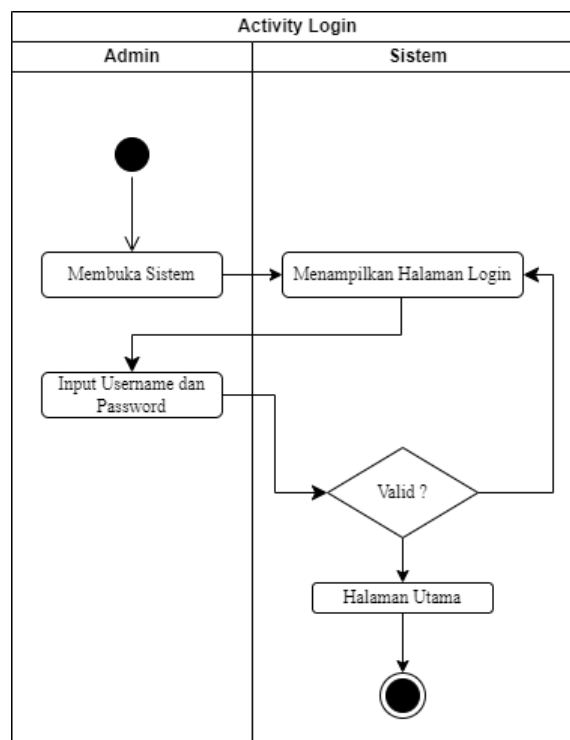 Activity Login
Admin
Sistem
Membuka Sistem
Menampilkan Halaman Login
Input Username dan
Password
Valid ?
Halaman Utama